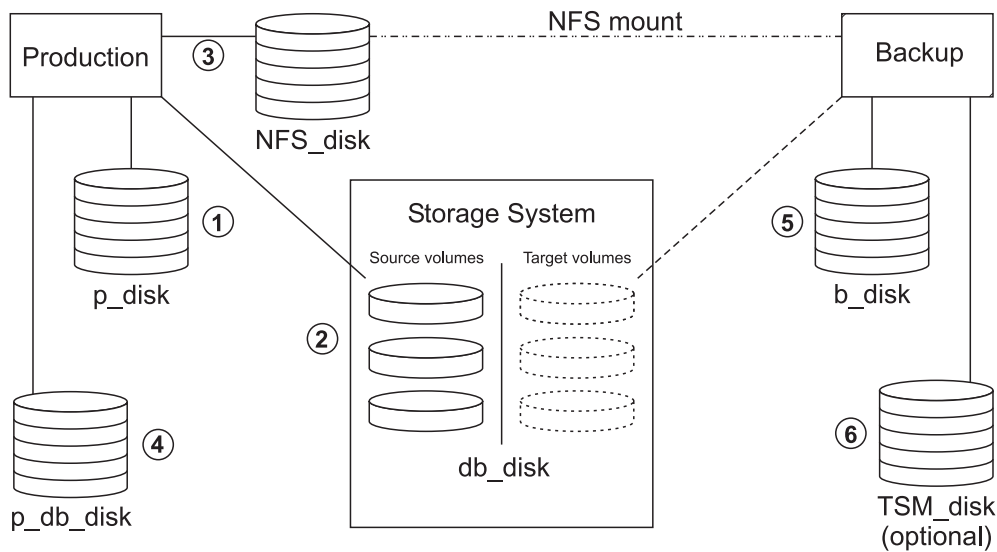 NFS mount
Production
3
Backup
NFS_disk
Storage System
1
5
Source volumes
Target volumes
p_disk
b_disk
2
4
6
db_disk
p_db_disk
TSM_disk
(optional)